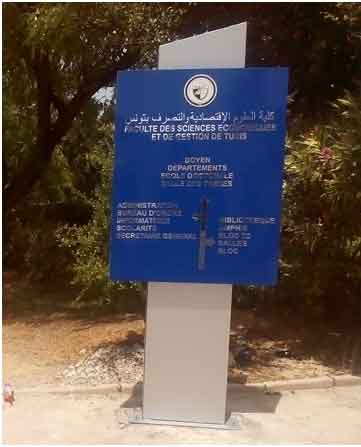 كلية العلوم الاقتصادية والتصرف بتونس
FACULTE DES SCIENCES ECONOMIQUES
ET DE GESTION DE TUNIS
DOYEN
DEPARTEMENTS
ECOLE DOCTORALE
SALLE DES THESES
ADMINISTRATION
BUREAU D'ORDRE
INFORMATIQUE
SCOLARITE
SECRETAIRE GENERAL
BIBLIOTHEQUE
AMPHIS
BLOC TD
SALLES
BLOC